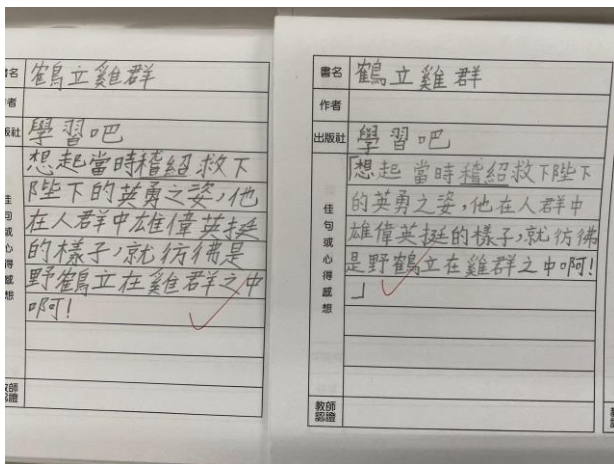 書名 鶴立雞群
者
出版社 學習吧
想起當時稽紹救下
陛下的英勇之姿,他
在人群中雄偉英挺
的樣子,就彷彿是
野鶴立在雞群之中
啊!
佳句或心得感想
教師認證
書名 鶴立雞群
作者
出版社 學習吧
「想起當時稽紹救下陛下
的英勇之姿,他在人群中
雄偉英挺的樣子,就彷彿
是野鶴立在雞群之中啊!
」
佳句或心得感想
教師認證